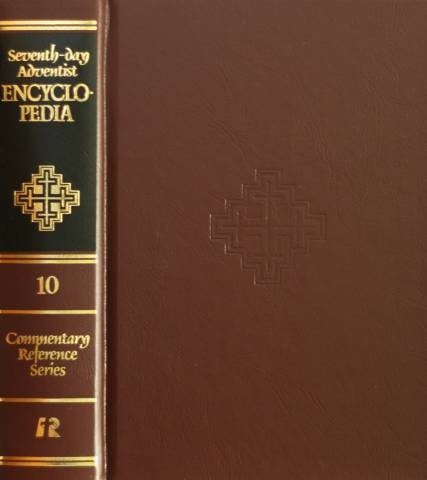 Seventh-day
Adventist
ENCYCLO-
PEDIA
10
Commentary
Reference
Series
R